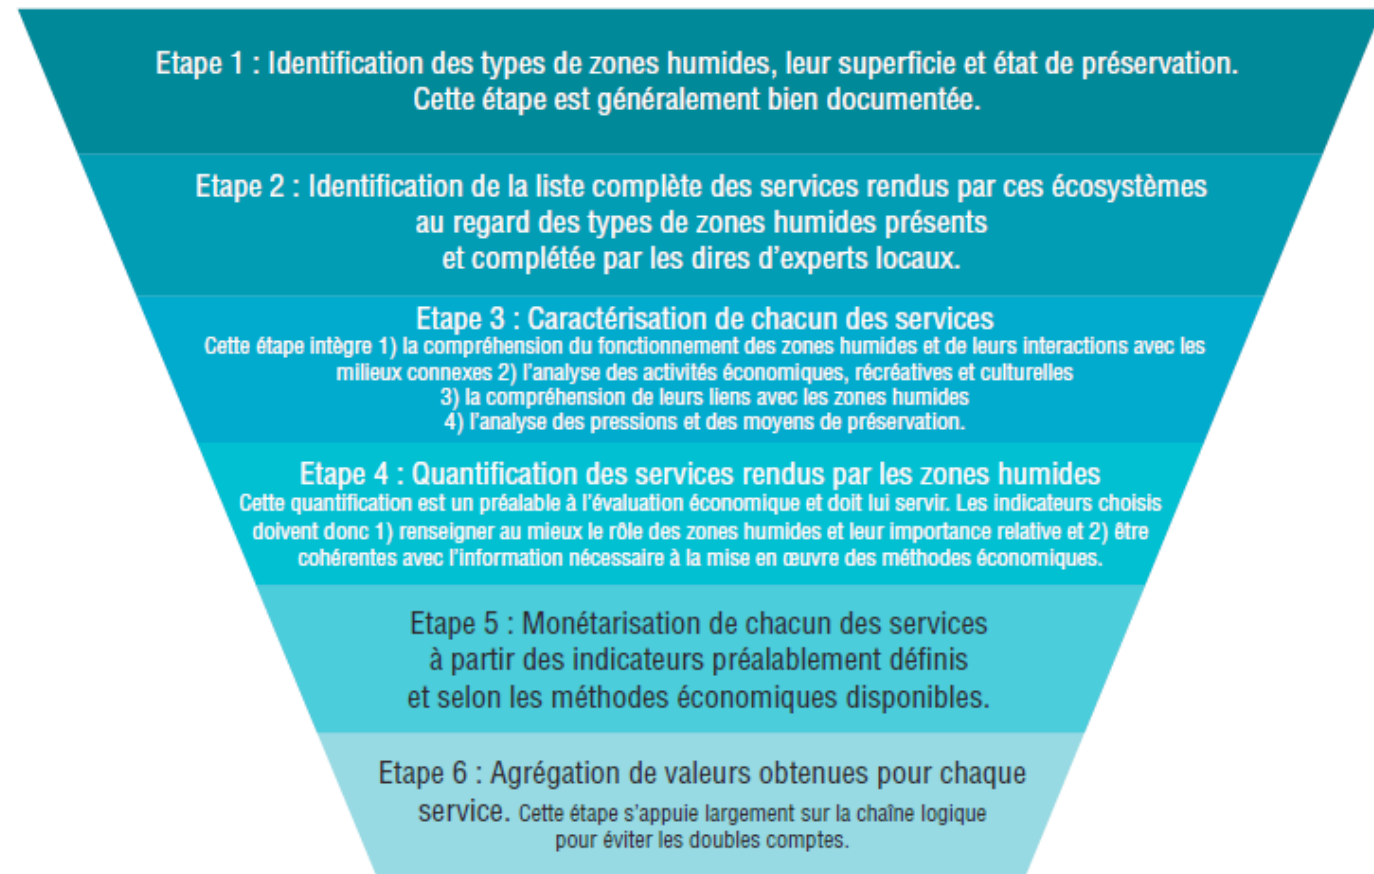 Etape 1 : Identification des types de zones humides, leur superficie et état de préservation.
Cette étape est généralement bien documentée.
Etape 2 : Identification de la liste complète des services rendus par ces écosystèmes
au regard des types de zones humides présents
et complétée par les dires d’experts locaux.
Etape 3 : Caractérisation de chacun des services
Cette étape intègre 1) la compréhension du fonctionnement des zones humides et de leurs interactions avec les
milieux connexes 2) l’analyse des activités économiques, récréatives et culturelles
3) la compréhension de leurs liens avec les zones humides
4) l’analyse des pressions et des moyens de préservation.
Etape 4 : Quantification des services rendus par les zones humides
Cette quantification est un préalable à l’évaluation économique et doit lui servir. Les indicateurs choisis
doivent donc 1) renseigner au mieux le rôle des zones humides et leur importance relative et 2) être
cohérentes avec l’information nécessaire à la mise en œuvre des méthodes économiques.
Etape 5 : Monétarisation de chacun des services
à partir des indicateurs préalablement définis
et selon les méthodes économiques disponibles.
Etape 6 : Agrégation de valeurs obtenues pour chaque
service. Cette étape s’appuie largement sur la chaîne logique
pour éviter les doubles comptes.